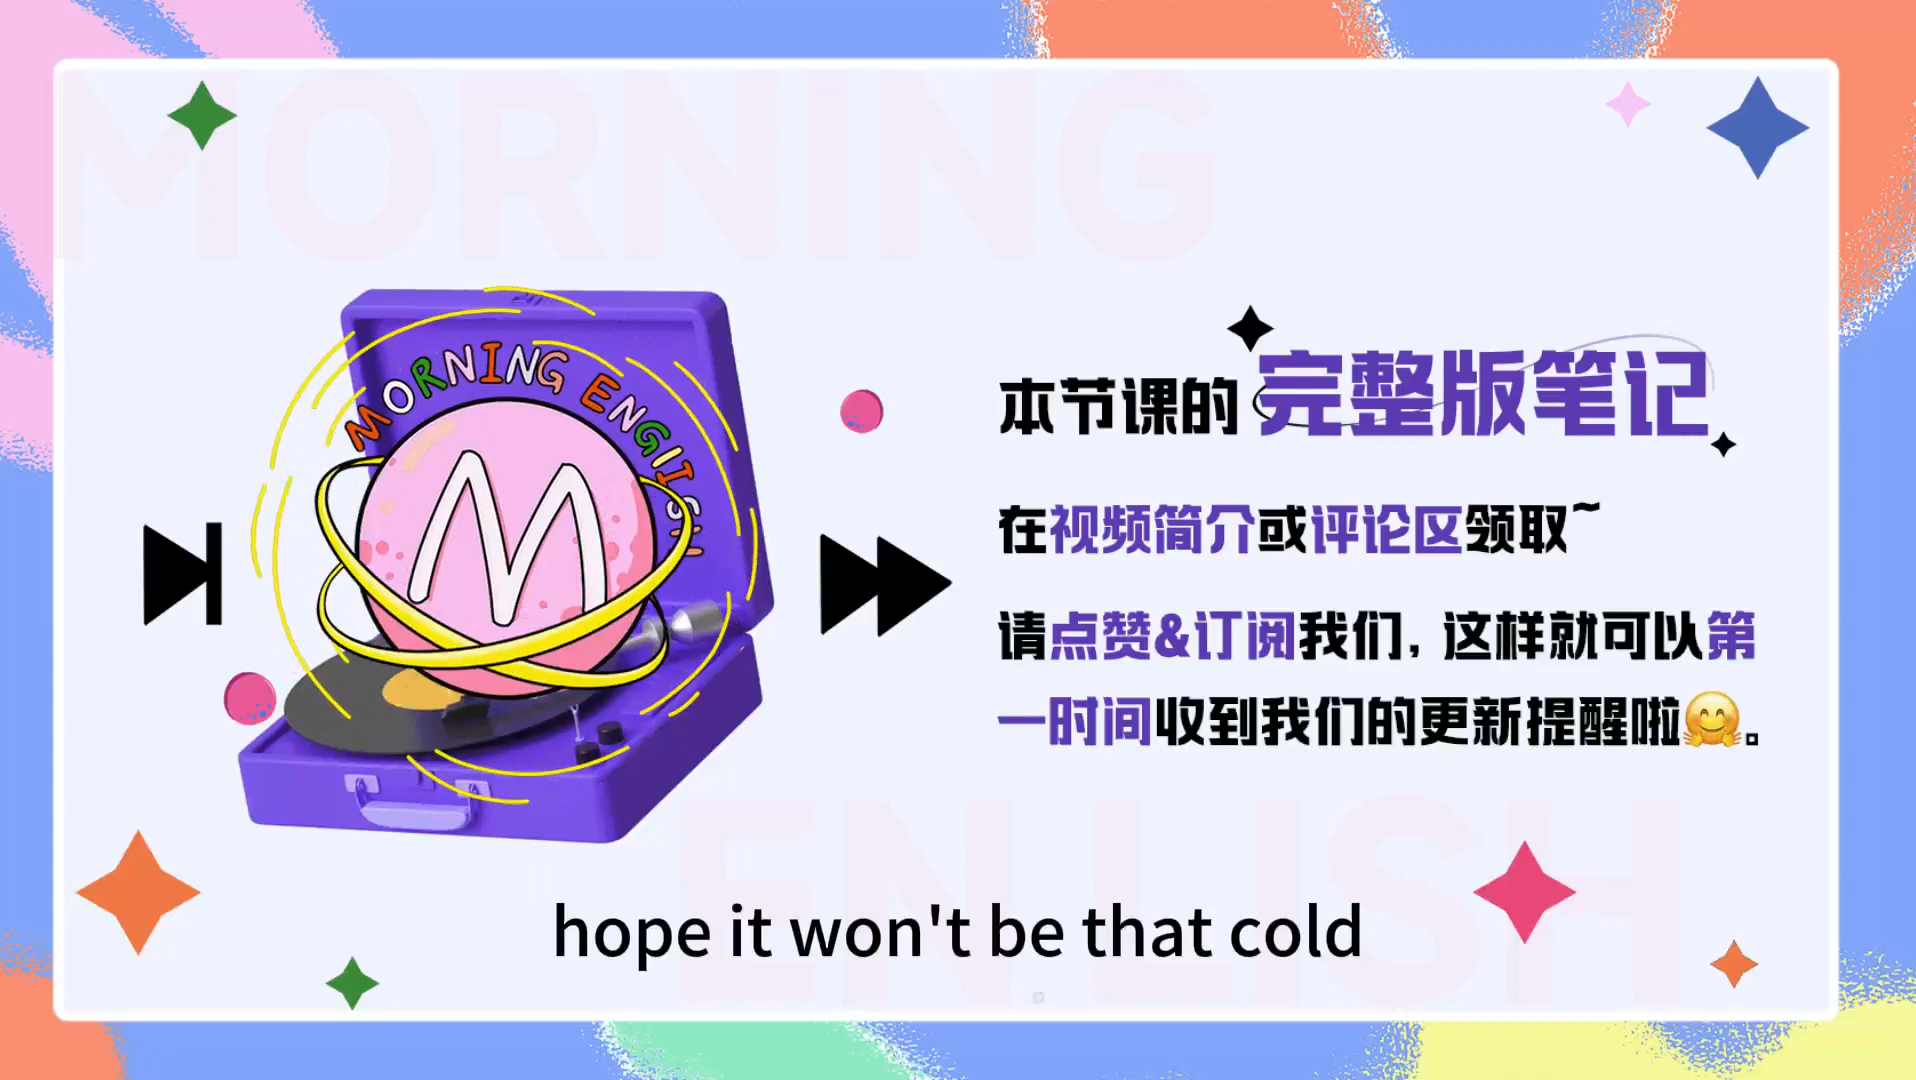 MORNING
MORNING ENGLISH
M
本节课的完整版笔记
在视频简介或评论区领取~
请点赞&订阅我们，这样就可以第
一时间收到我们的更新提醒啦🤗。
EN LISH
hope it won't be that cold